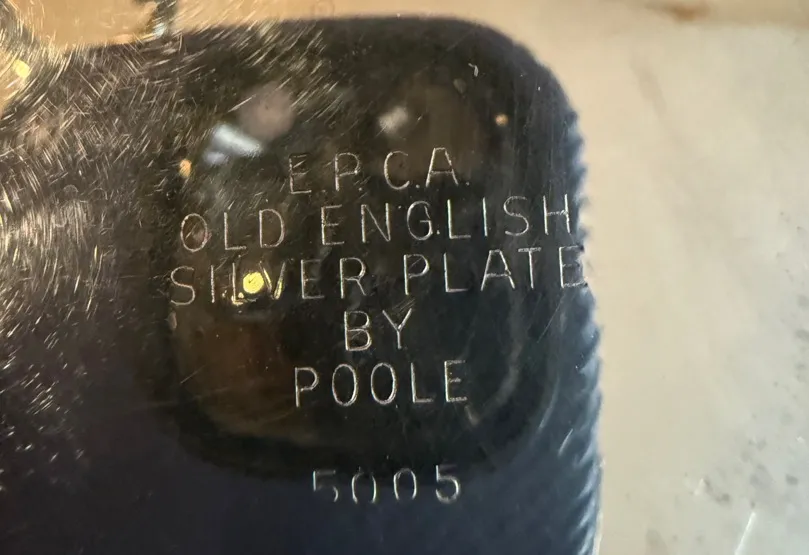 E.P.C.A.
OLD ENGLISH
SILVER PLATE
BY
POOLE
5005